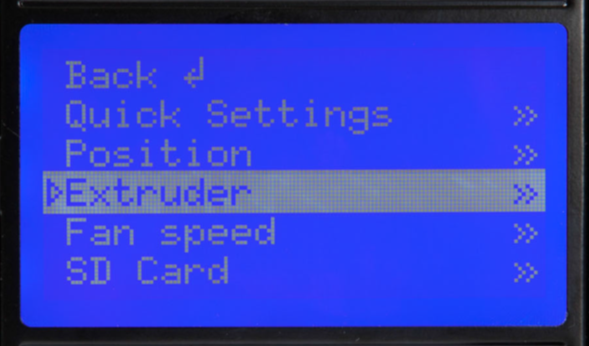 Back ↲
Quick Settings »
Position »
▷Extruder »
Fan speed »
SD Card »